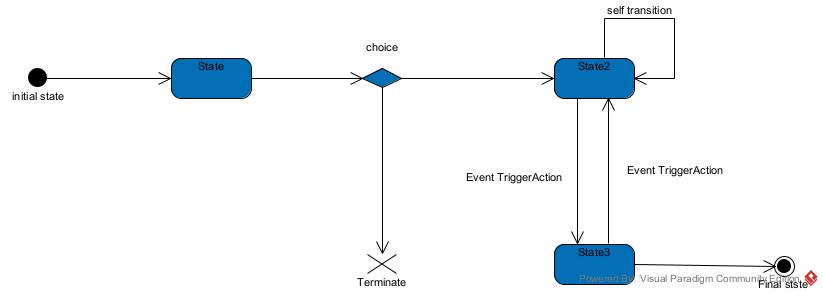 self transition
choice
State
State2
initial state
Event TriggerAction
Event TriggerAction
State3
Powered By: Visual Paradigm Community Edition
Terminate
Final stste